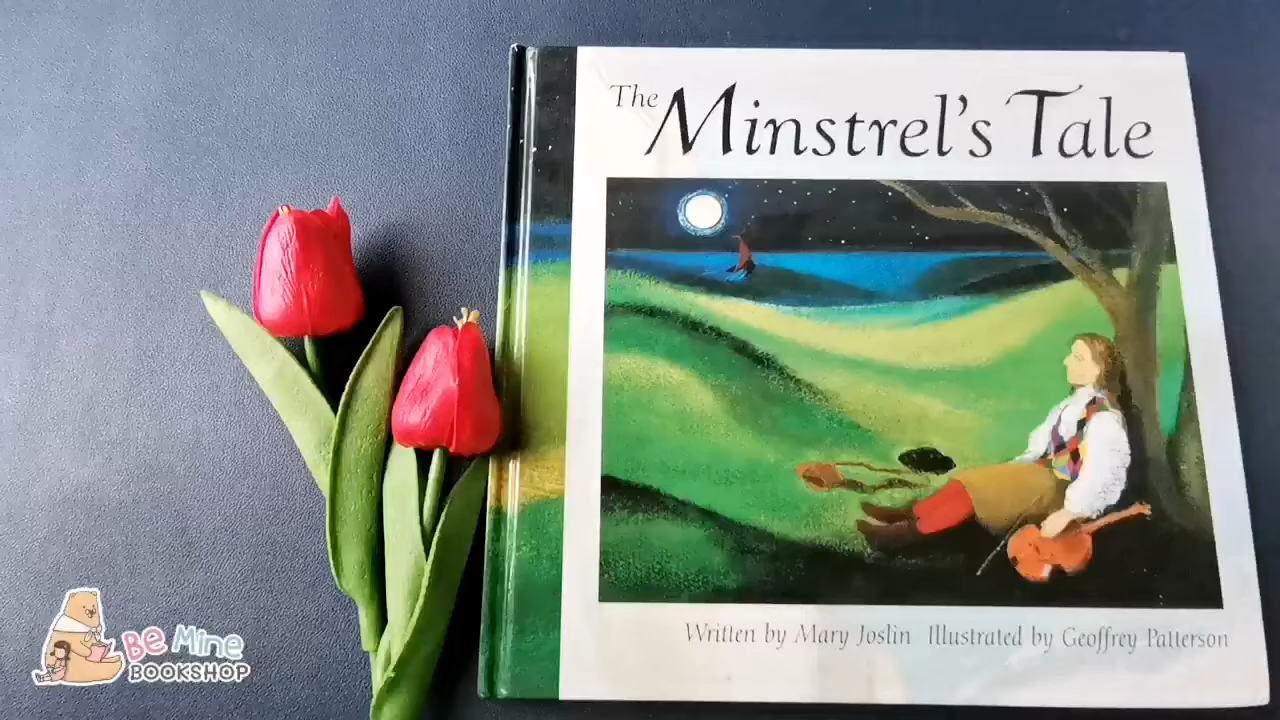 The Minstrel's Tale
Written by Mary Joslin Illustrated by Geoffrey Patterson
Be Mine
BOOKSHOP